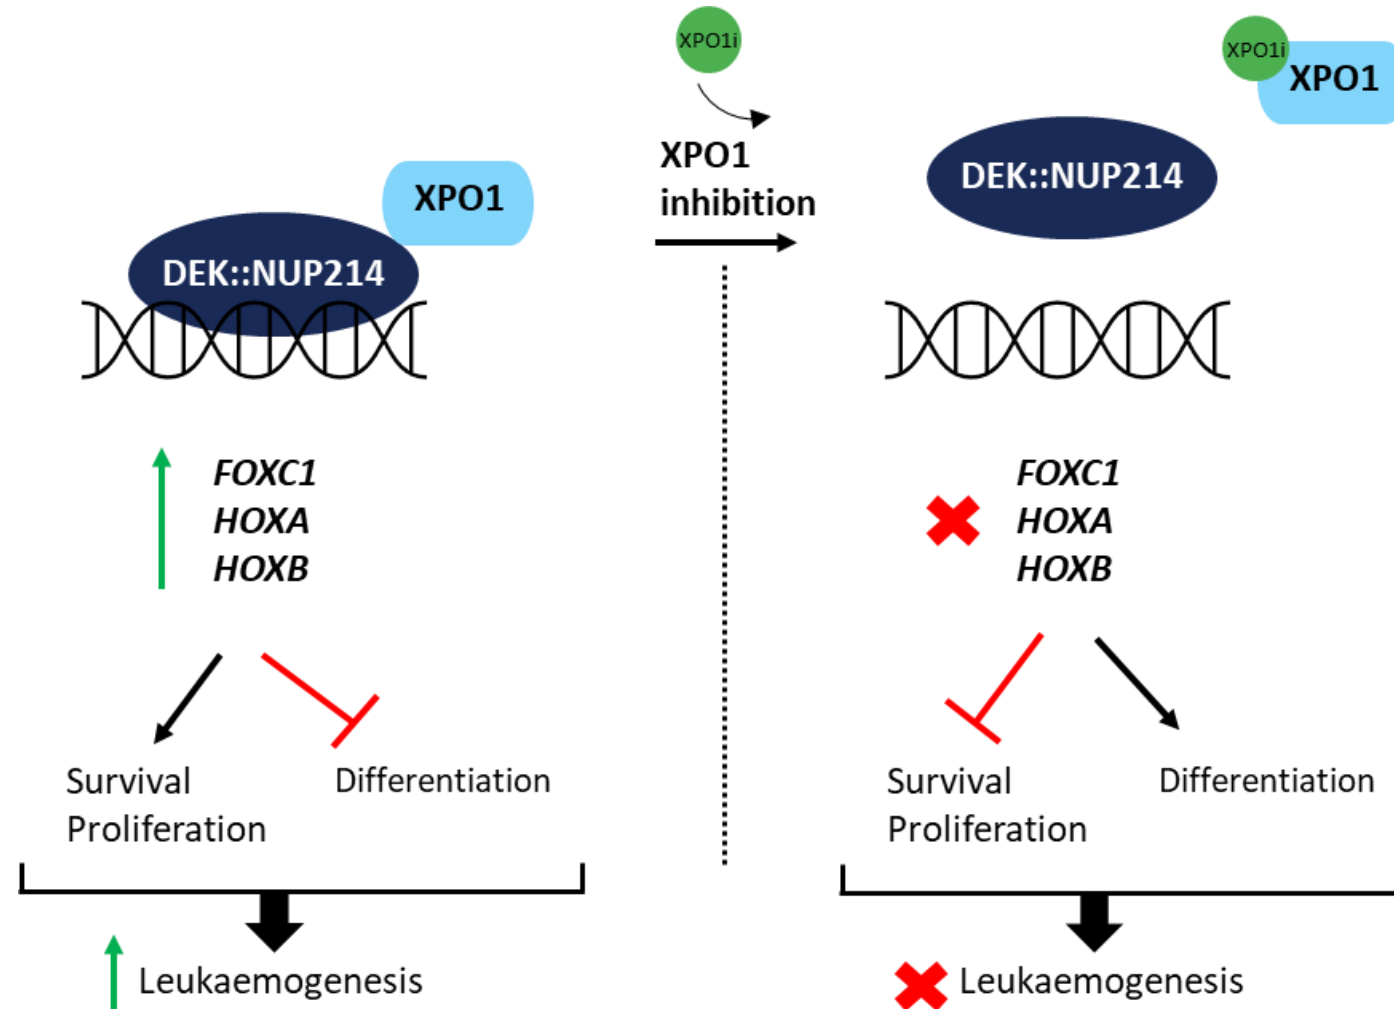 XPO1
DEK::NUP214
FOXC1
HOXA
HOXB
Survival
Proliferation
Differentiation
Leukaemogenesis
XPO1i
XPO1
inhibition
XPO1i
XPO1
DEK::NUP214
FOXC1
HOXA
HOXB
Survival
Proliferation
Differentiation
Leukaemogenesis